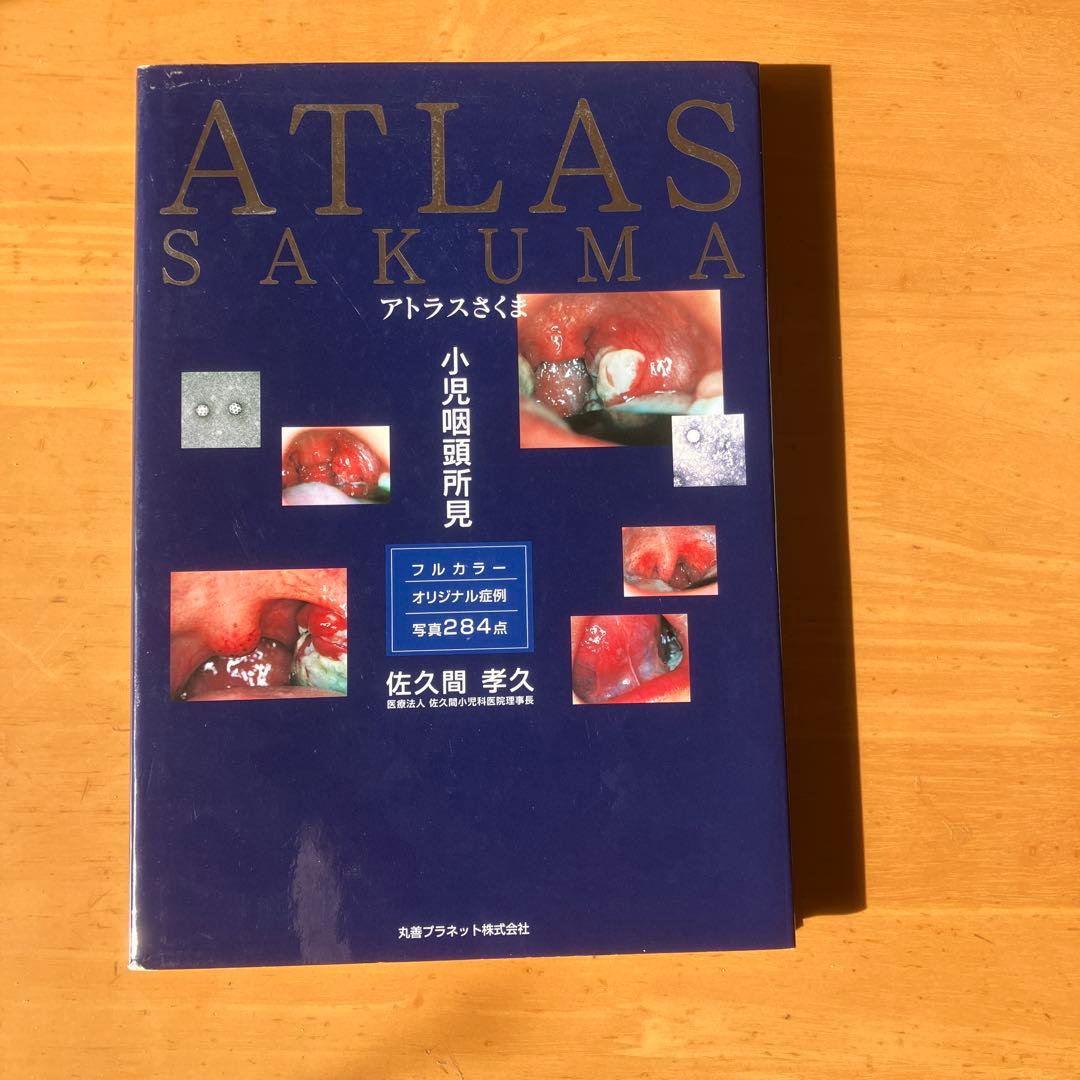 ATLAS
SAKUMA
アトラスさくま
小児咽頭所見
フルカラー
オリジナル症例
写真284点
佐久間 孝久
医療法人 佐久間小児科医院理事長
丸善プラネット株式会社